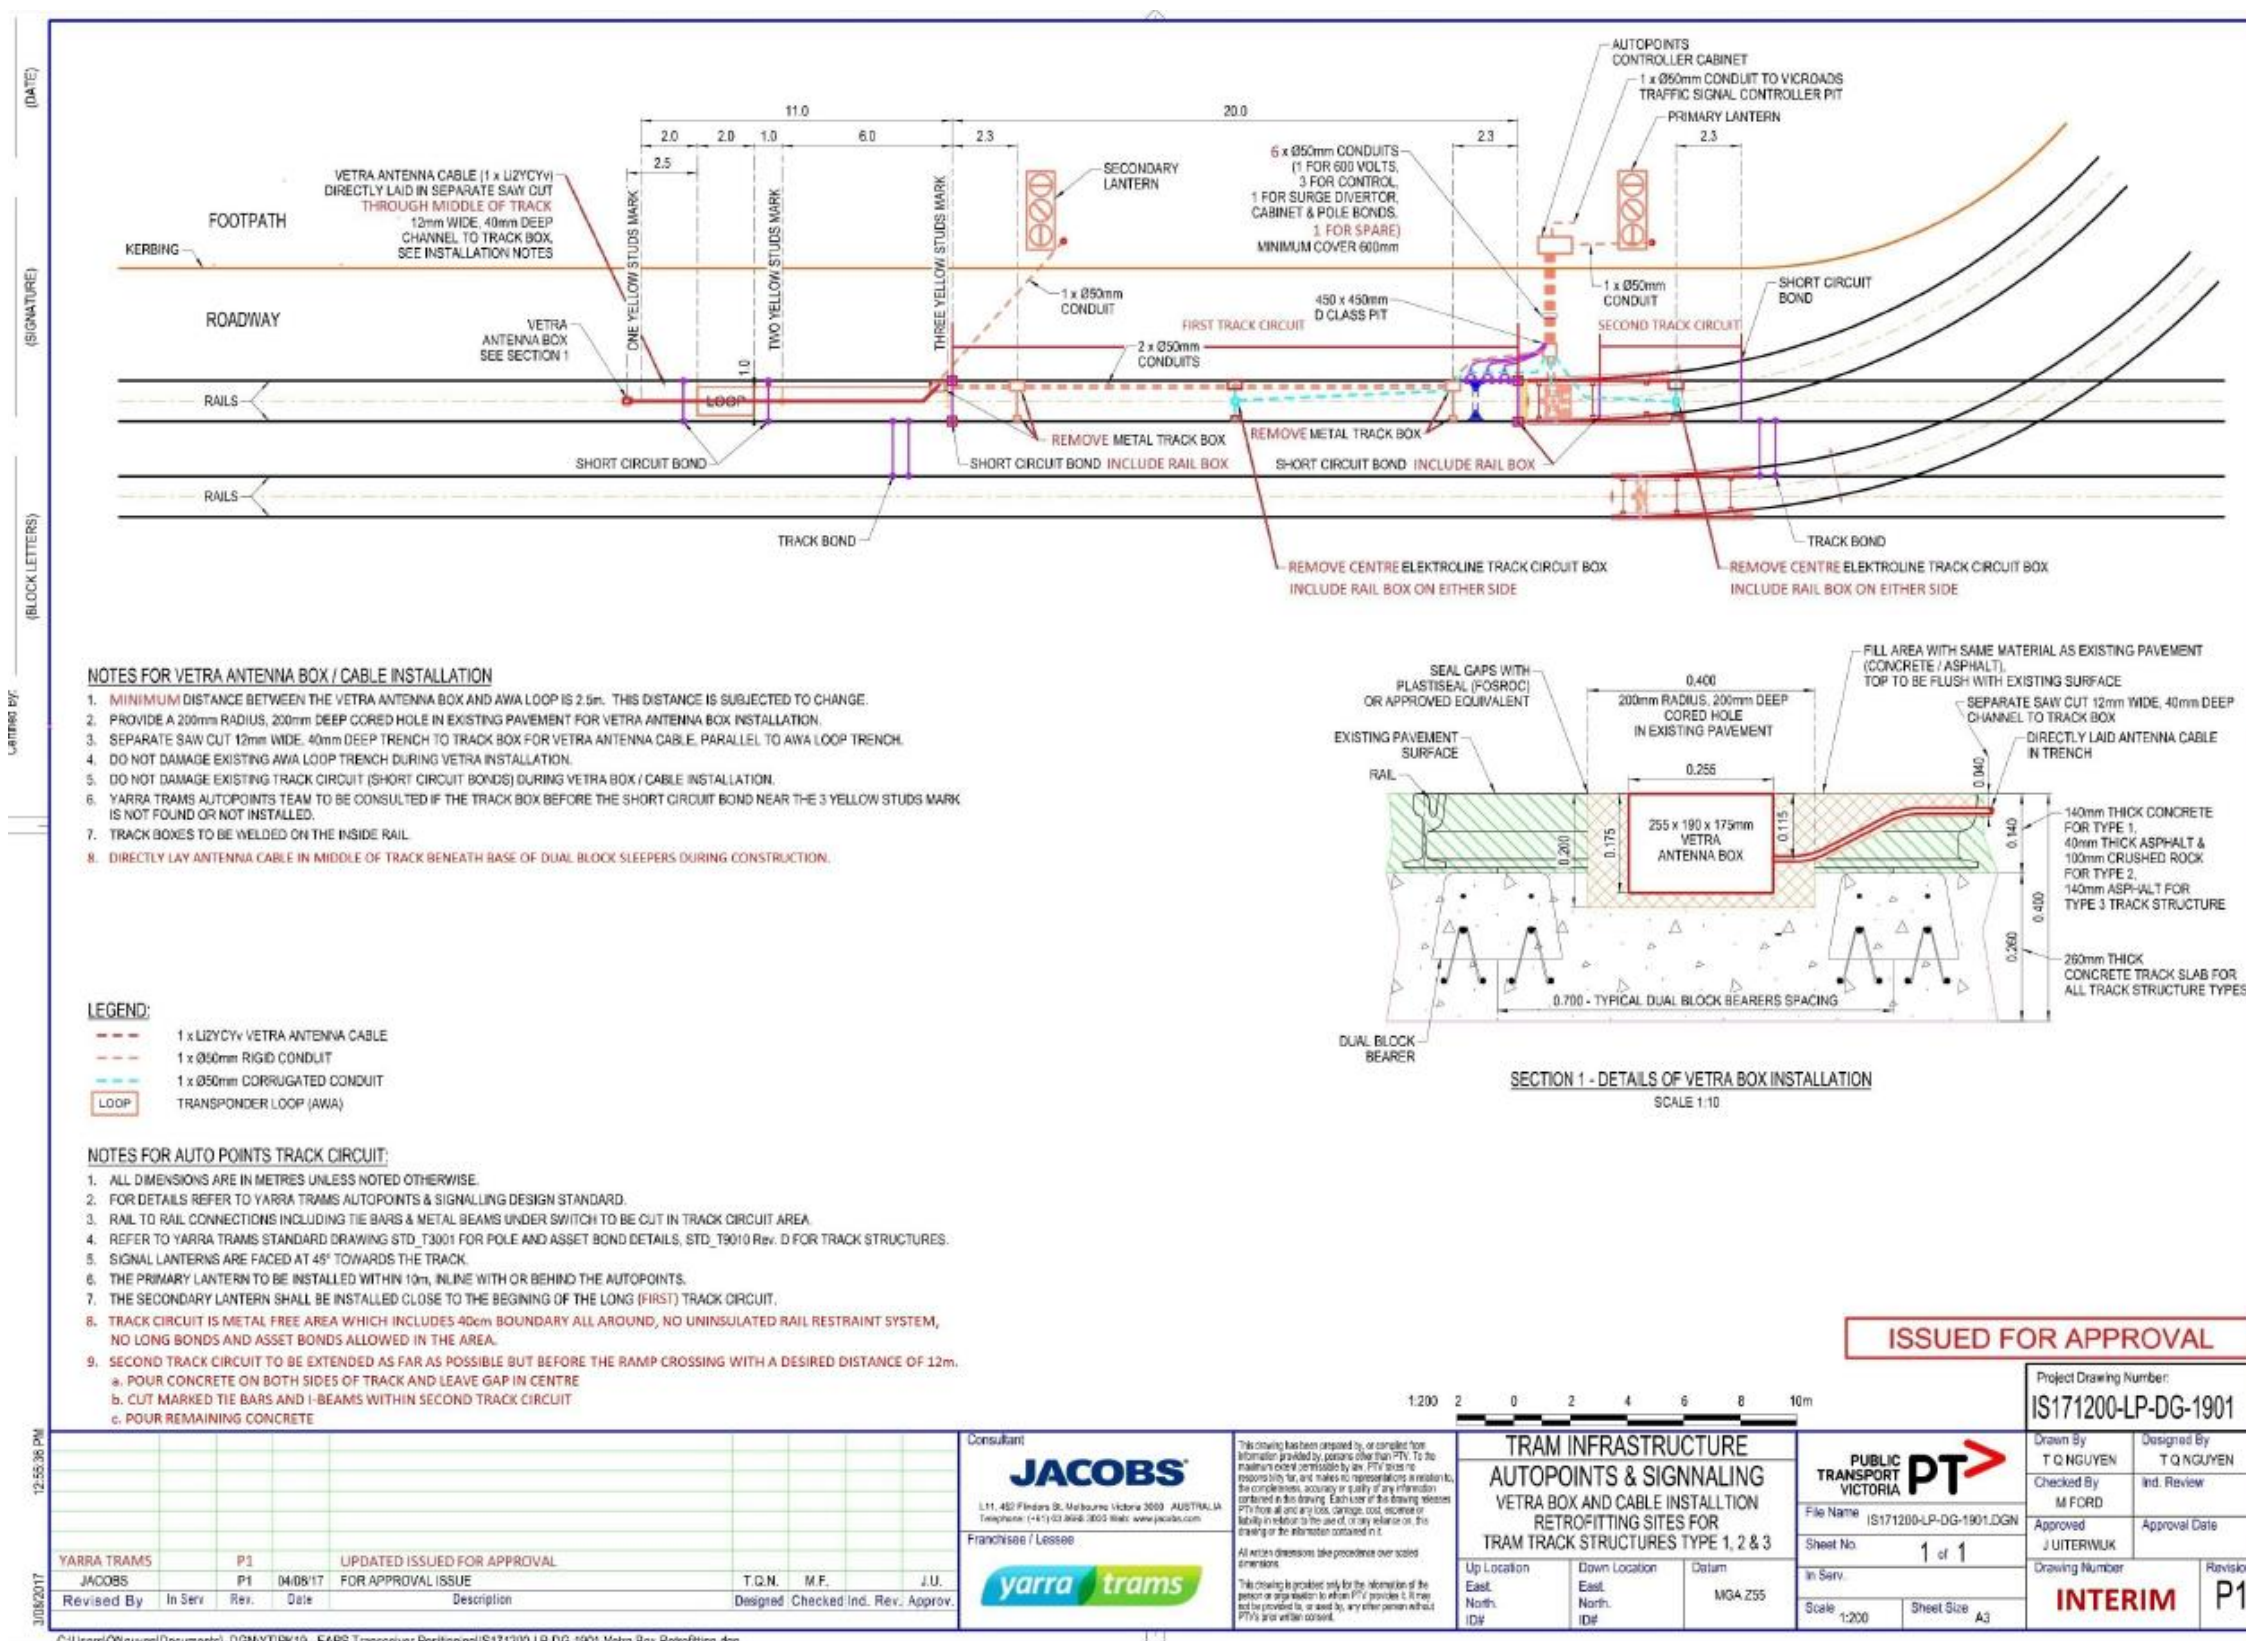 (DATE)
(SIGNATURE)
(BLOCK LETTERS)
12:55:36 PM
3/08/2017
AUTOPOINTS
CONTROLLER CABINET
1 x Ø50mm CONDUIT TO VICROADS
TRAFFIC SIGNAL CONTROLLER PIT
PRIMARY LANTERN
11.0
20.0
2.0
2.0
1.0
6.0
2.3
2.3
2.3
2.5
VETRA ANTENNA CABLE (1 x Li2YCYv)
DIRECTLY LAID IN SEPARATE SAW CUT
THROUGH MIDDLE OF TRACK
12mm WIDE, 40mm DEEP
CHANNEL TO TRACK BOX,
SEE INSTALLATION NOTES
SECONDARY
LANTERN
6 x Ø50mm CONDUITS
(1 FOR 600 VOLTS,
3 FOR CONTROL,
1 FOR SURGE DIVERTOR,
CABINET & POLE BONDS.
1 FOR SPARE)
MINIMUM COVER 600mm
FOOTPATH
KERBING
ROADWAY
ONE YELLOW STUDS MARK
TWO YELLOW STUDS MARK
THREE YELLOW STUDS MARK
1 x Ø50mm
CONDUIT
450 x 450mm
D CLASS PIT
1 x Ø50mm
CONDUIT
SHORT CIRCUIT
BOND
VETRA
ANTENNA BOX
SEE SECTION 1
FIRST TRACK CIRCUIT
SECOND TRACK CIRCUIT
2 x Ø50mm
CONDUITS
1.0
RAILS
LOOP
REMOVE METAL TRACK BOX
REMOVE METAL TRACK BOX
SHORT CIRCUIT BOND
SHORT CIRCUIT BOND INCLUDE RAIL BOX
SHORT CIRCUIT BOND INCLUDE RAIL BOX
RAILS
TRACK BOND
TRACK BOND
REMOVE CENTRE ELEKTROLINE TRACK CIRCUIT BOX
INCLUDE RAIL BOX ON EITHER SIDE
REMOVE CENTRE ELEKTROLINE TRACK CIRCUIT BOX
INCLUDE RAIL BOX ON EITHER SIDE
NOTES FOR VETRA ANTENNA BOX / CABLE INSTALLATION
1. MINIMUM DISTANCE BETWEEN THE VETRA ANTENNA BOX AND AWA LOOP IS 2.5m. THIS DISTANCE IS SUBJECTED TO CHANGE.
2. PROVIDE A 200mm RADIUS, 200mm DEEP CORED HOLE IN EXISTING PAVEMENT FOR VETRA ANTENNA BOX INSTALLATION.
3. SEPARATE SAW CUT 12mm WIDE, 40mm DEEP TRENCH TO TRACK BOX FOR VETRA ANTENNA CABLE, PARALLEL TO AWA LOOP TRENCH.
4. DO NOT DAMAGE EXISTING AWA LOOP TRENCH DURING VETRA INSTALLATION.
5. DO NOT DAMAGE EXISTING TRACK CIRCUIT (SHORT CIRCUIT BONDS) DURING VETRA BOX / CABLE INSTALLATION.
6. YARRA TRAMS AUTOPOINTS TEAM TO BE CONSULTED IF THE TRACK BOX BEFORE THE SHORT CIRCUIT BOND NEAR THE 3 YELLOW STUDS MARK
IS NOT FOUND OR NOT INSTALLED.
7. TRACK BOXES TO BE WELDED ON THE INSIDE RAIL.
8. DIRECTLY LAY ANTENNA CABLE IN MIDDLE OF TRACK BENEATH BASE OF DUAL BLOCK SLEEPERS DURING CONSTRUCTION.
SEAL GAPS WITH
PLASTISEAL (FOSROC)
OR APPROVED EQUIVALENT
EXISTING PAVEMENT
SURFACE
RAIL
0.400
200mm RADIUS, 200mm DEEP
CORED HOLE
IN EXISTING PAVEMENT
0.255
FILL AREA WITH SAME MATERIAL AS EXISTING PAVEMENT
(CONCRETE / ASPHALT).
TOP TO BE FLUSH WITH EXISTING SURFACE
SEPARATE SAW CUT 12mm WIDE, 40mm DEEP
CHANNEL TO TRACK BOX
DIRECTLY LAID ANTENNA CABLE
IN TRENCH
0.040
0.200
0.175
255 x 190 x 175mm
VETRA
ANTENNA BOX
0.115
0.140
0.400
0.260
140mm THICK CONCRETE
FOR TYPE 1,
40mm THICK ASPHALT &
100mm CRUSHED ROCK
FOR TYPE 2,
140mm ASPHALT FOR
TYPE 3 TRACK STRUCTURE
260mm THICK
CONCRETE TRACK SLAB FOR
ALL TRACK STRUCTURE TYPES
0.700 - TYPICAL DUAL BLOCK BEARERS SPACING
DUAL BLOCK
BEARER
SECTION 1 - DETAILS OF VETRA BOX INSTALLATION
SCALE 1:10
LEGEND:
1 x Li2YCYv VETRA ANTENNA CABLE
1 x Ø50mm RIGID CONDUIT
1 x Ø50mm CORRUGATED CONDUIT
LOOP TRANSPONDER LOOP (AWA)
NOTES FOR AUTO POINTS TRACK CIRCUIT:
1. ALL DIMENSIONS ARE IN METRES UNLESS NOTED OTHERWISE.
2. FOR DETAILS REFER TO YARRA TRAMS AUTOPOINTS & SIGNALLING DESIGN STANDARD.
3. RAIL TO RAIL CONNECTIONS INCLUDING TIE BARS & METAL BEAMS UNDER SWITCH TO BE CUT IN TRACK CIRCUIT AREA.
4. REFER TO YARRA TRAMS STANDARD DRAWING STD_T3001 FOR POLE AND ASSET BOND DETAILS, STD_T9010 Rev. D FOR TRACK STRUCTURES.
5. SIGNAL LANTERNS ARE FACED AT 45° TOWARDS THE TRACK.
6. THE PRIMARY LANTERN TO BE INSTALLED WITHIN 10m, INLINE WITH OR BEHIND THE AUTOPOINTS.
7. THE SECONDARY LANTERN SHALL BE INSTALLED CLOSE TO THE BEGINING OF THE LONG (FIRST) TRACK CIRCUIT.
8. TRACK CIRCUIT IS METAL FREE AREA WHICH INCLUDES 40cm BOUNDARY ALL AROUND, NO UNINSULATED RAIL RESTRAINT SYSTEM,
NO LONG BONDS AND ASSET BONDS ALLOWED IN THE AREA.
9. SECOND TRACK CIRCUIT TO BE EXTENDED AS FAR AS POSSIBLE BUT BEFORE THE RAMP CROSSING WITH A DESIRED DISTANCE OF 12m.
a. POUR CONCRETE ON BOTH SIDES OF TRACK AND LEAVE GAP IN CENTRE
b. CUT MARKED TIE BARS AND I-BEAMS WITHIN SECOND TRACK CIRCUIT
c. POUR REMAINING CONCRETE
ISSUED FOR APPROVAL
1:200 2 0 2 4 6 8 10m
Project Drawing Number:
IS171200-LP-DG-1901
YARRA TRAMS P1 UPDATED ISSUED FOR APPROVAL
JACOBS P1 04/08/17 FOR APPROVAL ISSUE T.Q.N. M.F. J.U.
Revised By In Serv Rev. Date Description Designed Checked Ind. Rev. Approv.
Consultant
JACOBS
L11, 452 Flinders St, Melbourne Victoria 3000 AUSTRALIA
Franchisee / Lessee
yarra trams
All written dimensions take precedence over scaled
dimensions.
TRAM INFRASTRUCTURE
AUTOPOINTS & SIGNNALING
VETRA BOX AND CABLE INSTALLTION
RETROFITTING SITES FOR
TRAM TRACK STRUCTURES TYPE 1, 2 & 3
Up Location
East.
North.
ID#
Down Location
East.
North.
ID#
Datum
MGA Z55
PUBLIC
TRANSPORT
VICTORIA
PT>
File Name IS171200-LP-DG-1901.DGN
Sheet No. 1 of 1
In Serv.
Scale 1:200
Sheet Size A3
Drawn By
T Q NGUYEN
Designed By
T Q NGUYEN
Checked By
M FORD
Ind. Review
Approved
J UITERWIJK
Approval Date
Drawing Number
INTERIM
P1